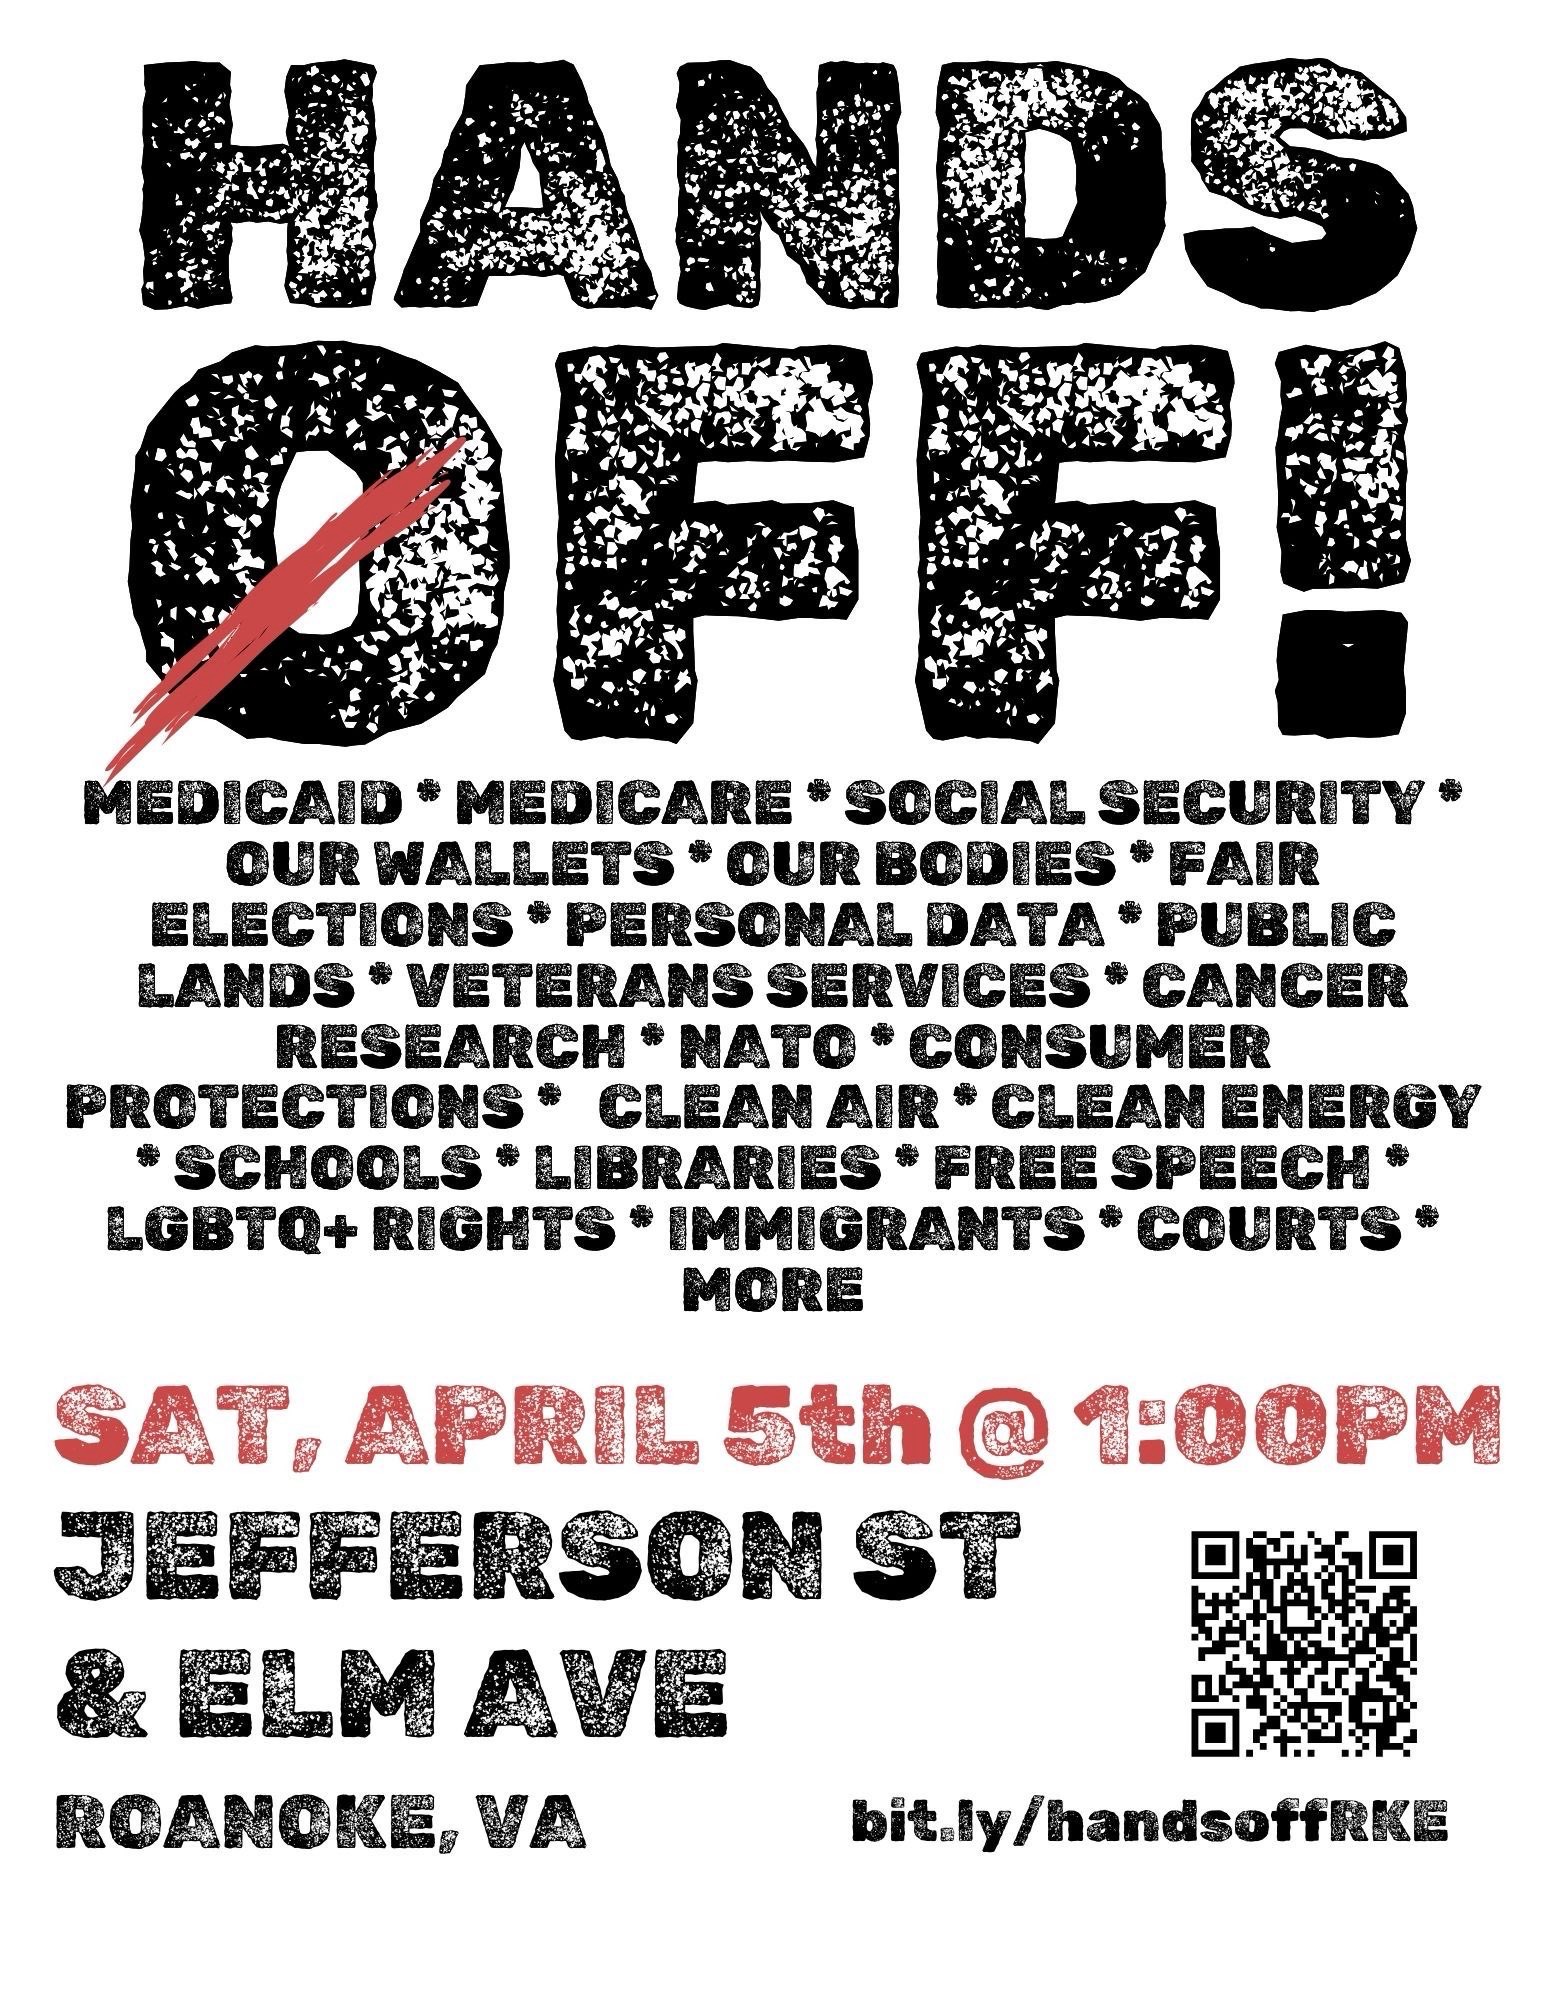 HANDS
OFF!
MEDICAID * MEDICARE * SOCIAL SECURITY *
OUR WALLETS * OUR BODIES * FAIR
ELECTIONS * PERSONAL DATA * PUBLIC
LANDS * VETERANS SERVICES * CANCER
RESEARCH * NATO * CONSUMER
PROTECTIONS * CLEAN AIR * CLEAN ENERGY
* SCHOOLS * LIBRARIES * FREE SPEECH *
LGBTQ+ RIGHTS * IMMIGRANTS * COURTS *
MORE
SAT, APRIL 5th @ 1:00PM
JEFFERSON ST
& ELM AVE
ROANOKE, VA
bit.ly/handsoffRKE